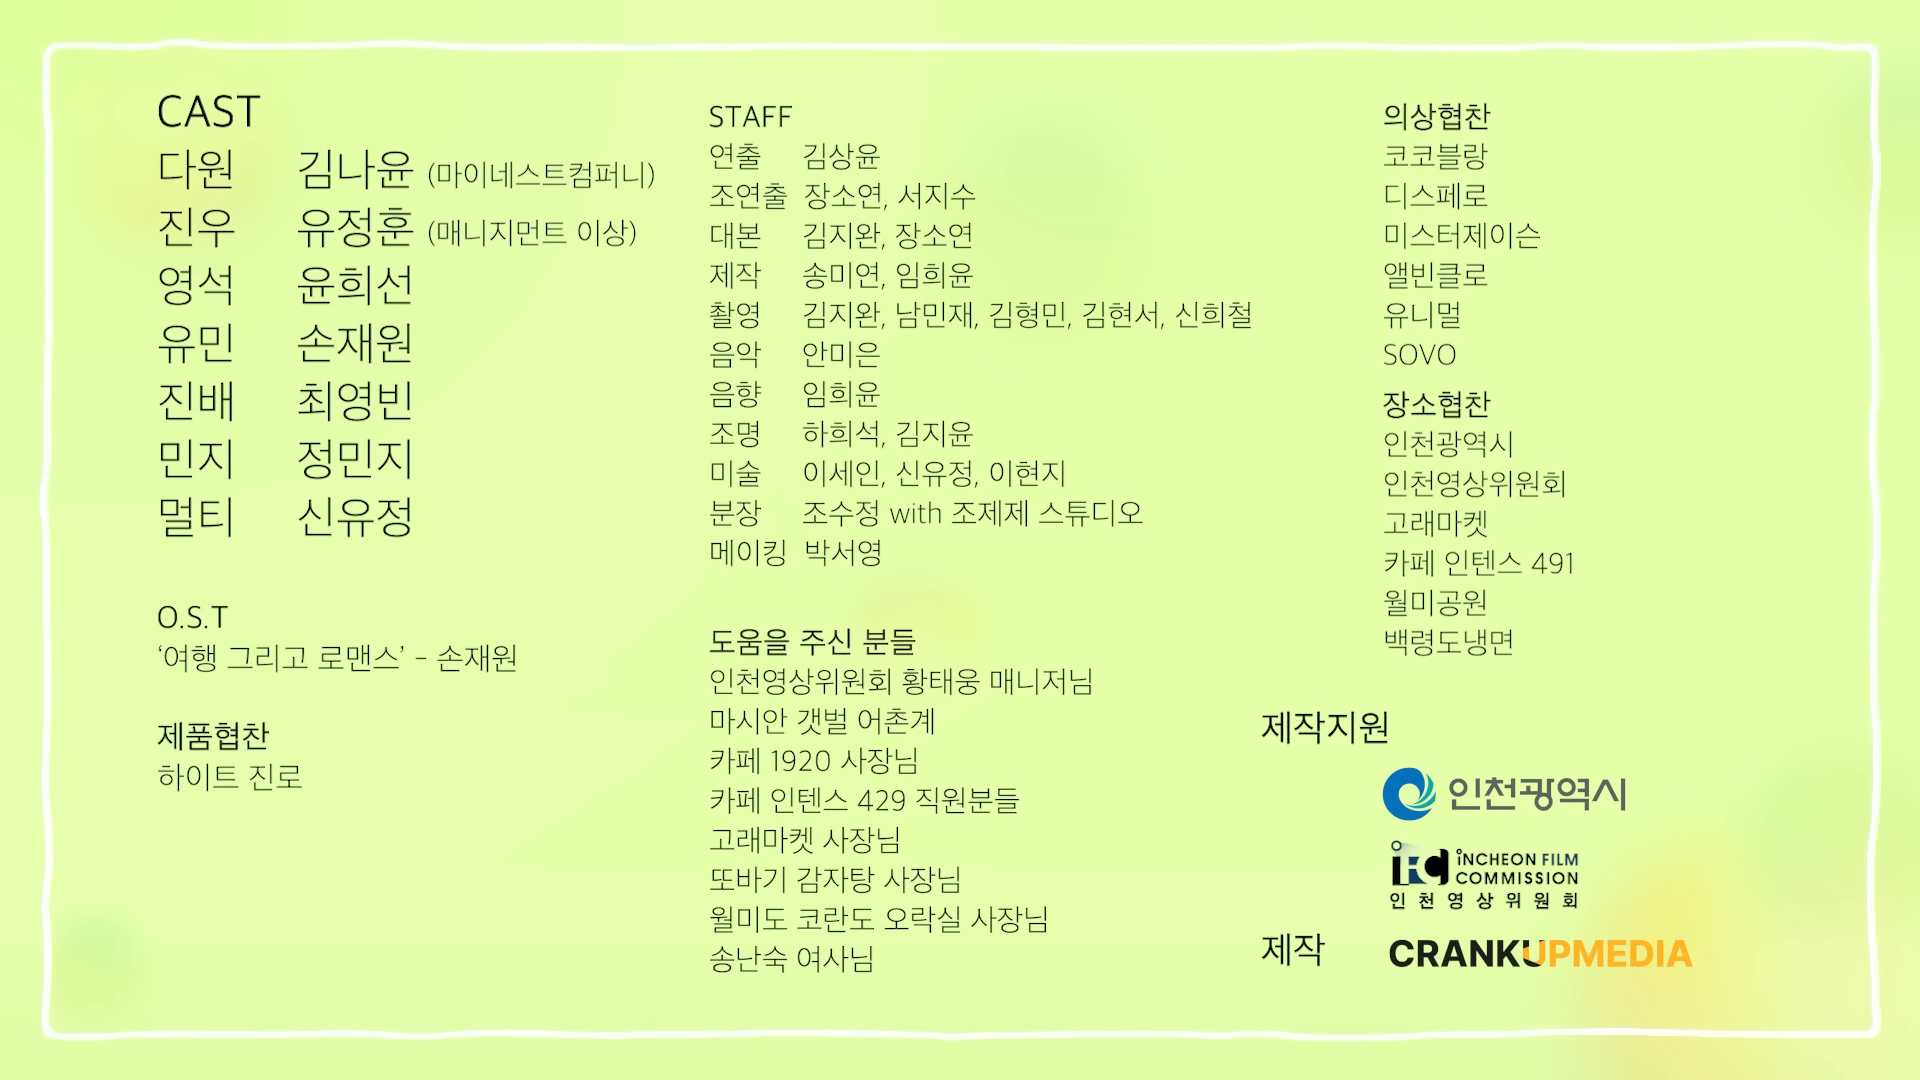 CAST
다원 김나윤 (마이네스트컴퍼니)
진우 유정훈 (매니지먼트 이상)
영석 윤희선
유민 손재원
진배 최영빈
민지 정민지
멀티 신유정
O.S.T
‘여행 그리고 로맨스’ - 손재원
제품협찬
하이트 진로
STAFF
연출 김상윤
조연출 장소연, 서지수
대본 김지완, 장소연
제작 송미연, 임희윤
촬영 김지완, 남민재, 김형민, 김현서, 신희철
음악 안미은
음향 임희윤
조명 하희석, 김지윤
미술 이세인, 신유정, 이현지
분장 조수정 with 조제제 스튜디오
메이킹 박서영
도움을 주신 분들
인천영상위원회 황태웅 매니저님
마시안 갯벌 어촌계
카페 1920 사장님
카페 인텐스 429 직원분들
고래마켓 사장님
또바기 감자탕 사장님
월미도 코란도 오락실 사장님
송난숙 여사님
의상협찬
코코블랑
디스페로
미스터제이슨
앨빈클로
유니멀
SOVO
장소협찬
인천광역시
인천영상위원회
고래마켓
카페 인텐스 491
월미공원
백령도냉면
제작지원
인천광역시
iFC INCHEON FILM
COMMISSION
인천영상위원회
제작 CRANKUPMEDIA